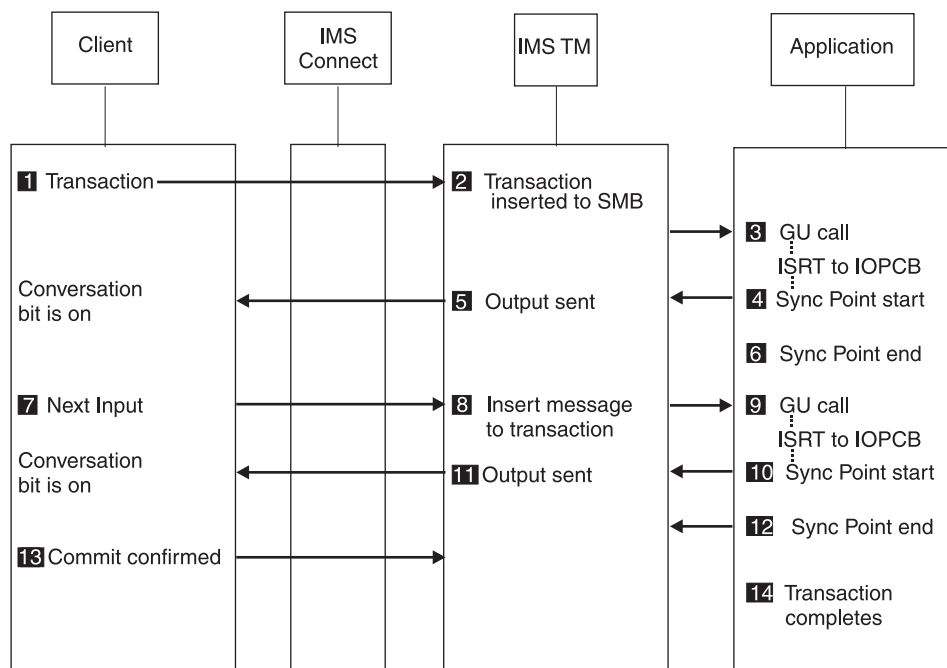 Client
IMS
Connect
IMS TM
Application
1 Transaction
2 Transaction
inserted to SMB
3 GU call
ISRT to IOPCB
Conversation
bit is on
5 Output sent
4 Sync Point start
6 Sync Point end
7 Next Input
8 Insert message
to transaction
9 GU call
ISRT to IOPCB
Conversation
bit is on
11 Output sent
10 Sync Point start
12 Sync Point end
13 Commit confirmed
14 Transaction
completes